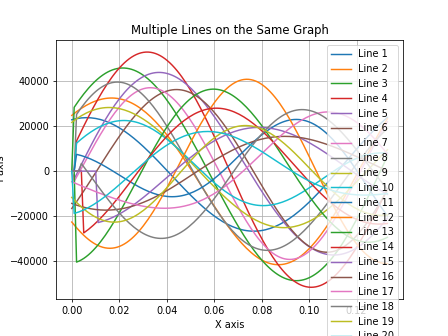 Multiple Lines on the Same Graph
40000
20000
0
−20000
−40000
0.00 0.02 0.04 0.06 0.08 0.10
X axis
Line 1
Line 2
Line 3
Line 4
Line 5
Line 7
Line 8
Line 9
Line 10
Line 11
Line 12
Line 13
Line 14
Line 15
Line 16
Line 17
Line 18
Line 19
Line 20